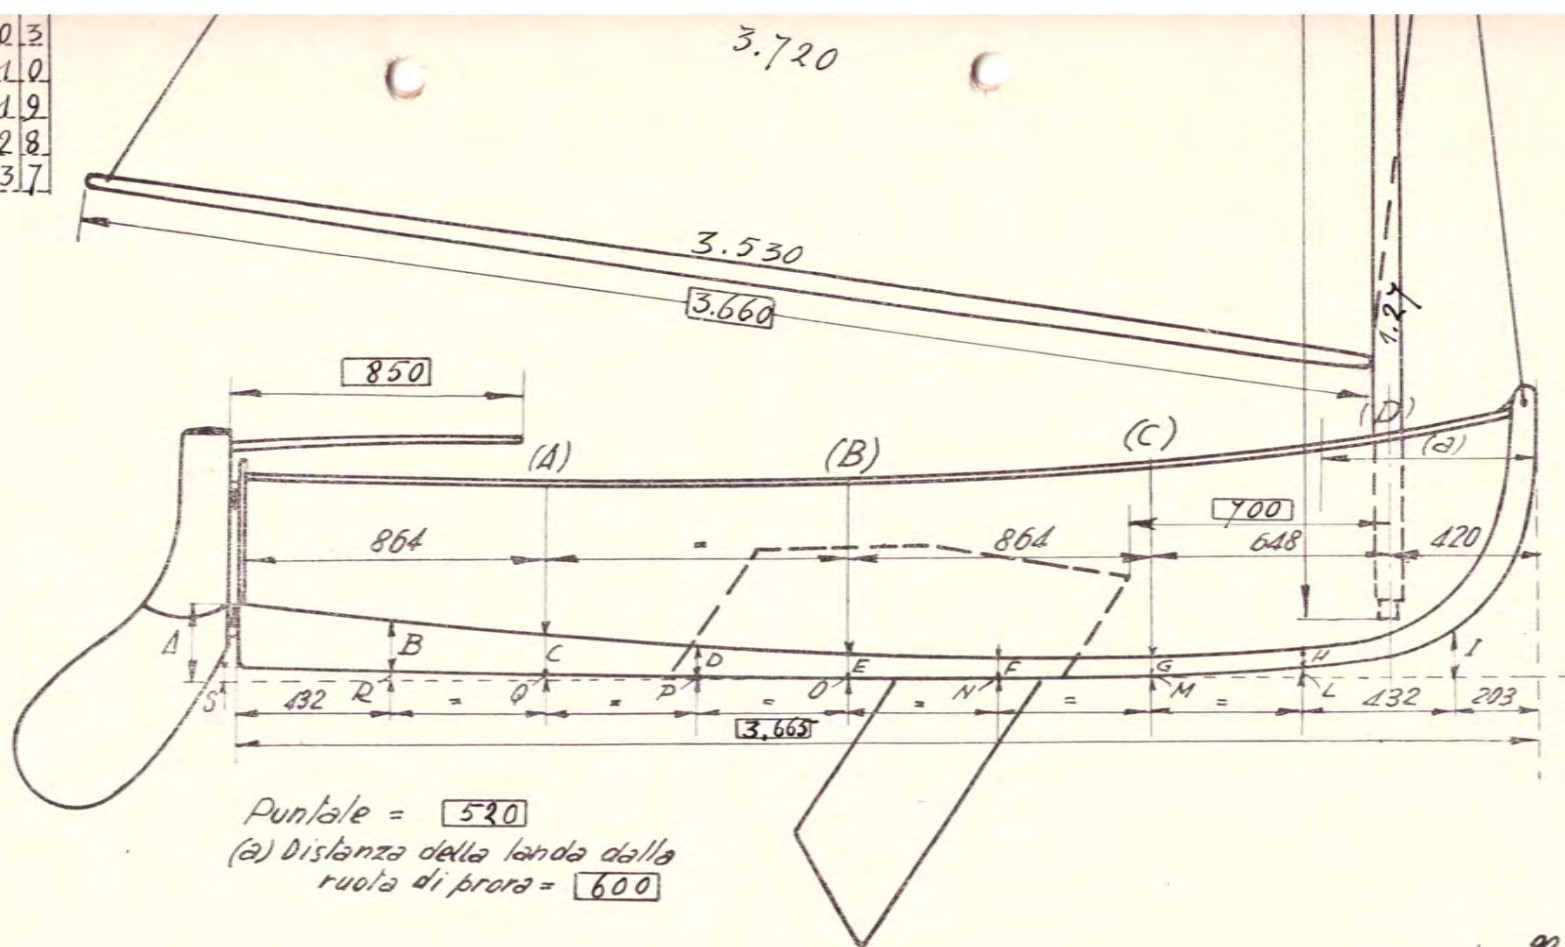 0 3
1 0
1 9
2 8
3 7
3.720
3.530
3.660
1.27
850
(A)
(B)
(C)
(D)
(a)
700
864
=
864
648
420
A
B
C
D
E
F
G
H
I
S
R
Q
P
O
N
M
L
432
=
=
=
=
=
=
432
203
3,665
Puntale = 520
(a) Distanza della landa dalla
ruota di prora = 600